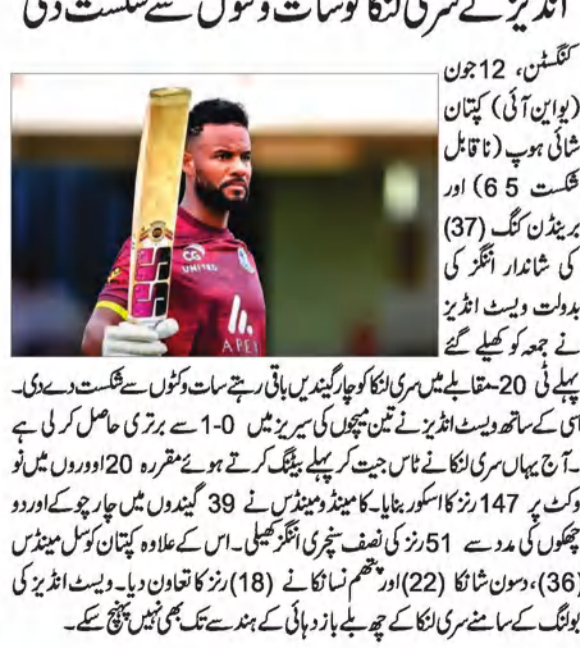 انڈیز نے سری لنکا کو سات وکٹوں سے شکست دی
کنگسٹن، 12 جون
(یو این آئی) کپتان
شائی ہوپ (ناقابل
شکست 5 6) اور
برینڈن کنگ (37)
کی شاندار اننگز کی
بدولت ویسٹ انڈیز
نے جمعہ کو کھیلے گئے
پہلے ٹی 20-مقابلے میں سری لنکا کو چار گیندیں باقی رہتے سات وکٹوں سے شکست دے دی۔
اسی کے ساتھ ویسٹ انڈیز نے تین میچوں کی سیریز میں 0-1 سے برتری حاصل کر لی ہے
۔آج یہاں سری لنکا نے ٹاس جیت کر پہلے بیٹنگ کرتے ہوئے مقررہ 20 اووروں میں نو
وکٹ پر 147 رنز کا اسکور بنایا۔ کامینڈو مینڈس نے 39 گیندوں میں چار چوکے اور دو
چھکوں کی مدد سے 51 رنز کی نصف سنچری اننگز کھیلی۔ اس کے علاوہ کپتان کوسل مینڈس
(36)، دسون شانکا (22) اور پتھم نسانکا نے (18) رنز کا تعاون دیا۔ ویسٹ انڈیز کی
بولنگ کے سامنے سری لنکا کے چھ بلے باز دہائی کے ہندسے تک بھی نہیں پہنچ سکے۔
CG
UNITED
APE